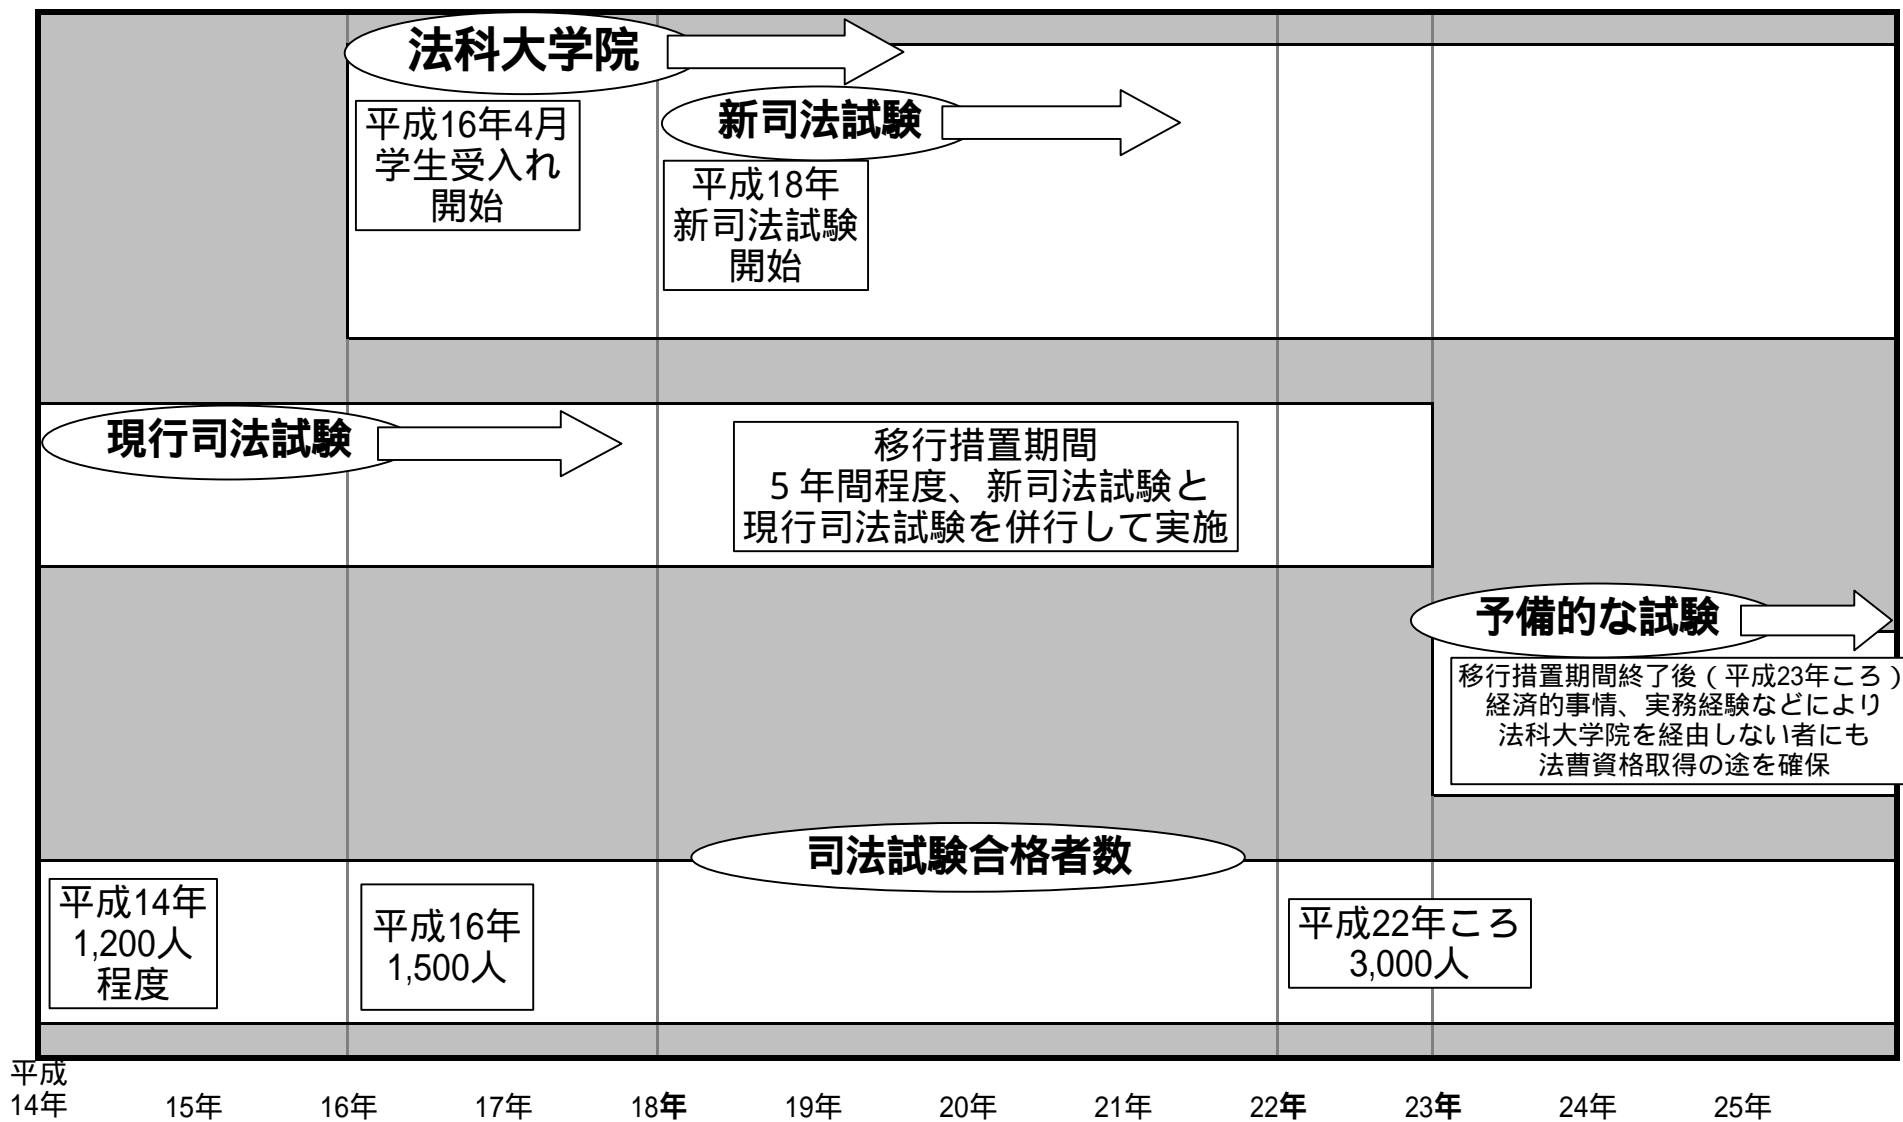 法科大学院
平成16年4月
学生受入れ
開始
新司法試験
平成18年
新司法試験
開始
現行司法試験
移行措置期間
５年間程度、新司法試験と
現行司法試験を併行して実施
予備的な試験
移行措置期間終了後（平成23年ころ）
経済的事情、実務経験などにより
法科大学院を経由しない者にも
法曹資格取得の途を確保
司法試験合格者数
平成14年
1,200人
程度
平成16年
1,500人
平成22年ころ
3,000人
平成
14年 15年 16年 17年 18年 19年 20年 21年 22年 23年 24年 25年